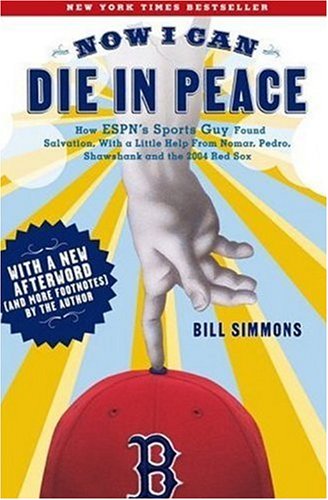 NEW YORK TIMES BESTSELLER
NOW I CAN
DIE IN PEACE
How ESPN's Sports Guy Found
Salvation, With a Little Help From Nomar, Pedro,
Shawshank and the 2004 Red Sox
WITH A NEW
AFTERWORD
(AND MORE FOOTNOTES)
BY THE AUTHOR
BILL SIMMONS
B